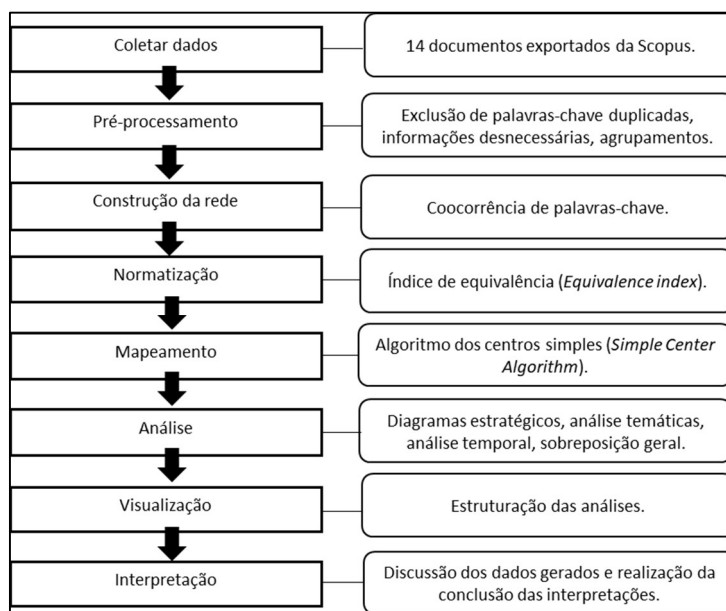 Coletar dados
14 documentos exportados da Scopus.
Pré-processamento
Exclusão de palavras-chave duplicadas,
informações desnecessárias, agrupamentos.
Construção da rede
Coocorrência de palavras-chave.
Normatização
Índice de equivalência (Equivalence index).
Mapeamento
Algoritmo dos centros simples (Simple Center
Algorithm).
Análise
Diagramas estratégicos, análise temáticas,
análise temporal, sobreposição geral.
Visualização
Estruturação das análises.
Interpretação
Discussão dos dados gerados e realização da
conclusão das interpretações.